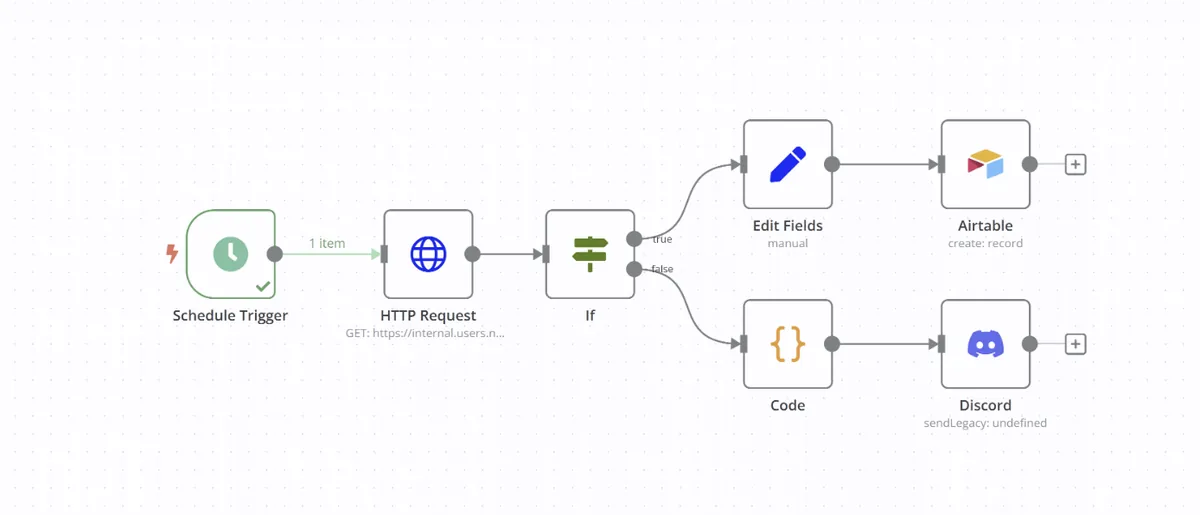 1 item
Schedule Trigger
HTTP Request
GET: https://internal.users.n...
If
true
false
Edit Fields
manual
Airtable
create: record
Code
Discord
sendLegacy: undefined